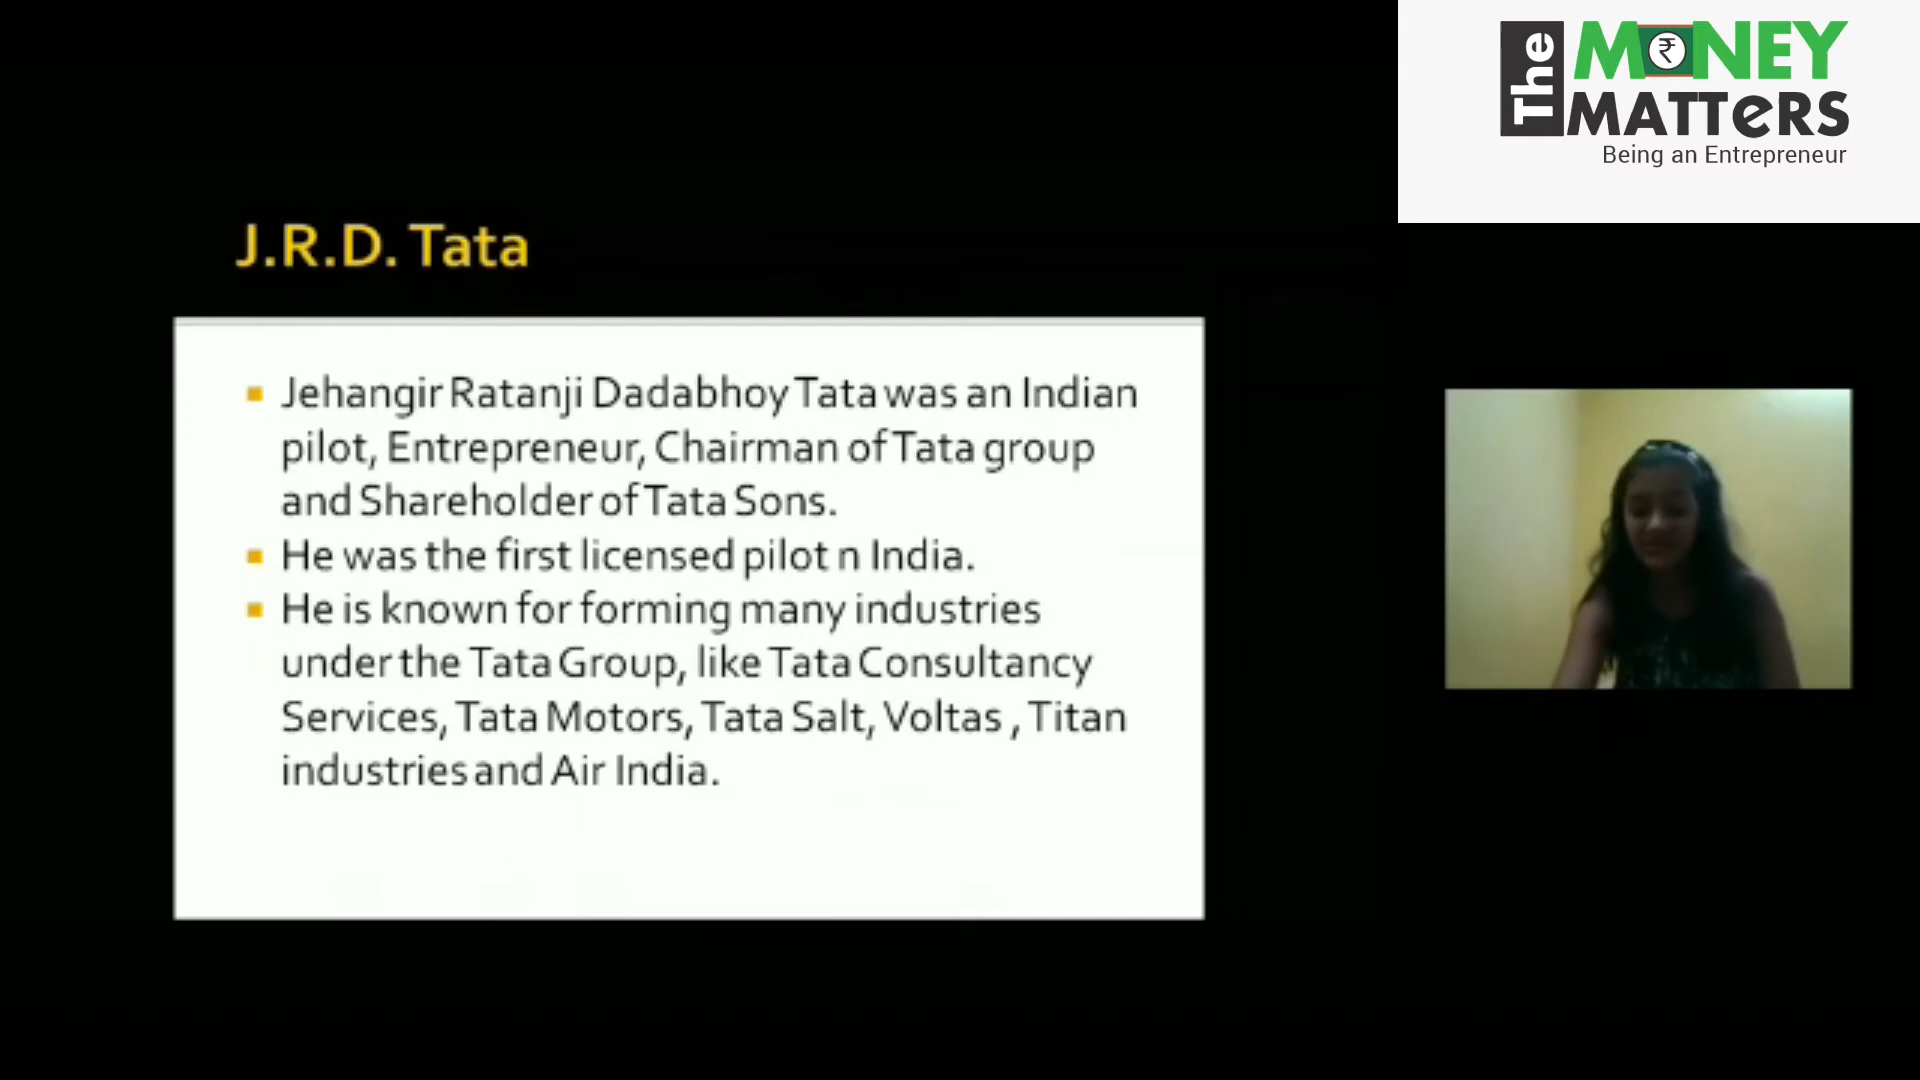 The MONEY
MATTeRS
Being an Entrepreneur
J.R.D. Tata
Jehangir Ratanji Dadabhoy Tata was an Indian
pilot, Entrepreneur, Chairman of Tata group
and Shareholder of Tata Sons.
He was the first licensed pilot n India.
He is known for forming many industries
under the Tata Group, like Tata Consultancy
Services, Tata Motors, Tata Salt, Voltas , Titan
industries and Air India.